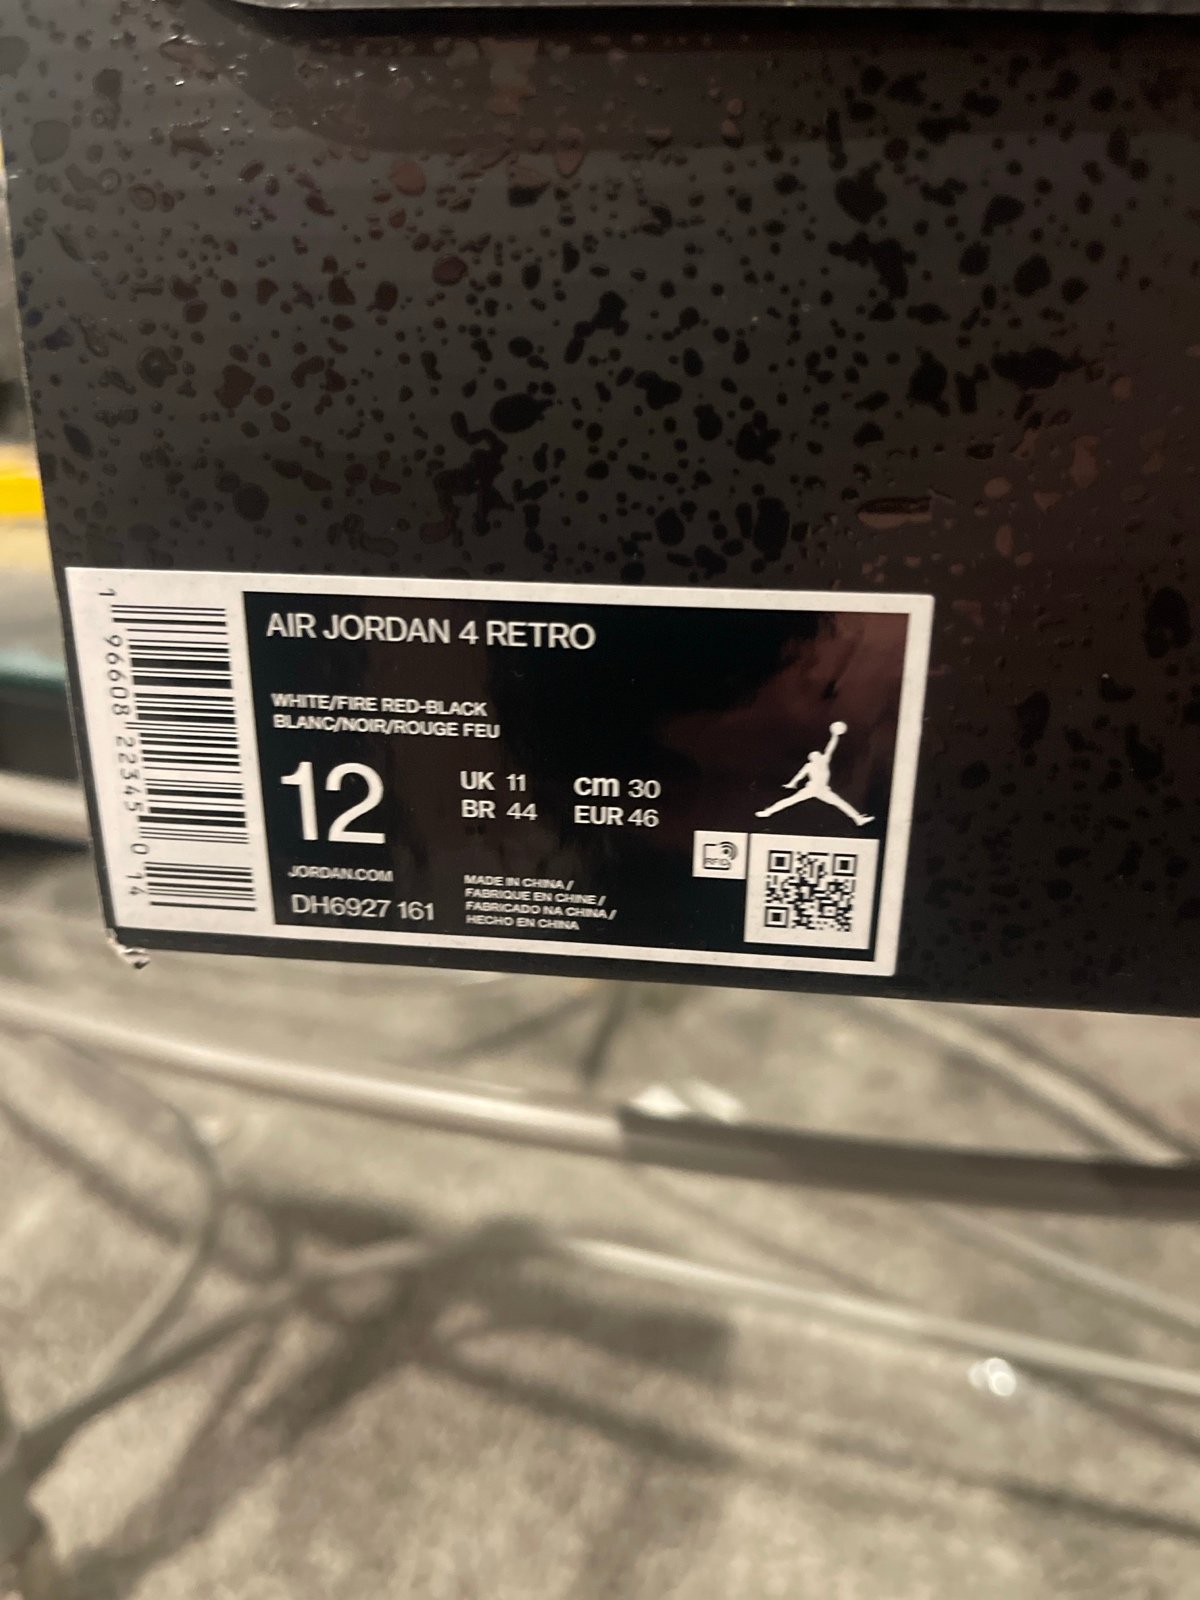 AIR JORDAN 4 RETRO
WHITE/FIRE RED-BLACK
BLANC/NOIR/ROUGE FEU
12
UK 11
cm 30
BR 44
EUR 46
JORDAN.COM
DH6927 161
MADE IN CHINA /
FABRIQUE EN CHINE /
FABRICADO NA CHINA /
HECHO EN CHINA
RFID
1 96608 22345 0 14